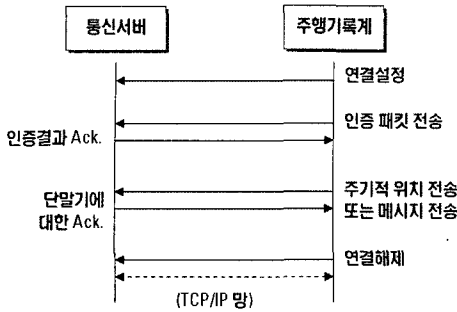 통신서버
주행기록계
연결설정
인증 패킷 전송
인증결과 Ack.
주기적 위치 전송
또는 메시지 전송
단말기에
대한 Ack.
연결해제
(TCP/IP 망)